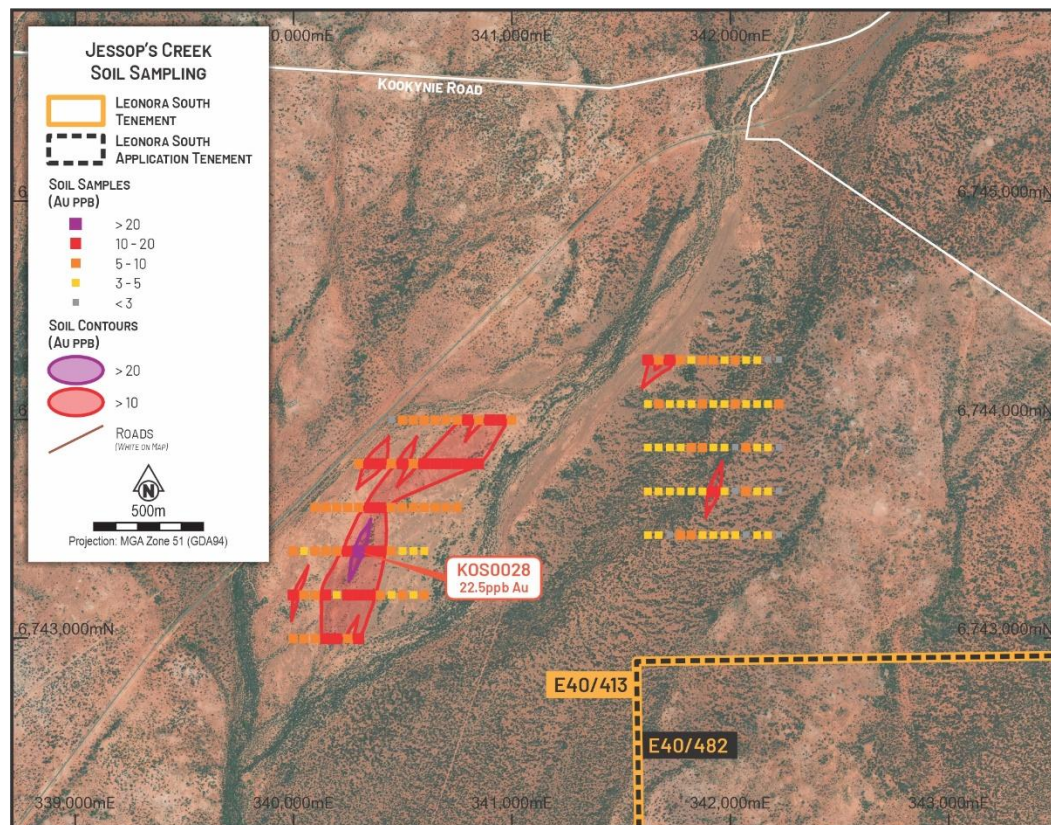 JESSOP'S CREEK
SOIL SAMPLING
LEONORA SOUTH
TENEMENT
LEONORA SOUTH
APPLICATION TENEMENT
SOIL SAMPLES
(AU PPB)
> 20
10 - 20
5 - 10
3 - 5
< 3
SOIL CONTOURS
(AU PPB)
> 20
> 10
ROADS
(WHITE ON MAP)
N
500m
Projection: MGA Zone 51 (GDA94)
0,000mE
341,000mE
342,000mE
KOOKYNIE ROAD
6
6,745,000mN
6
6,744,000mN
KOS0028
22.5ppb Au
6,743,000mN
6,743,000mN
E40/413
E40/482
339,000mE
340,000mE
341,000mE
342,000mE
343,000mE